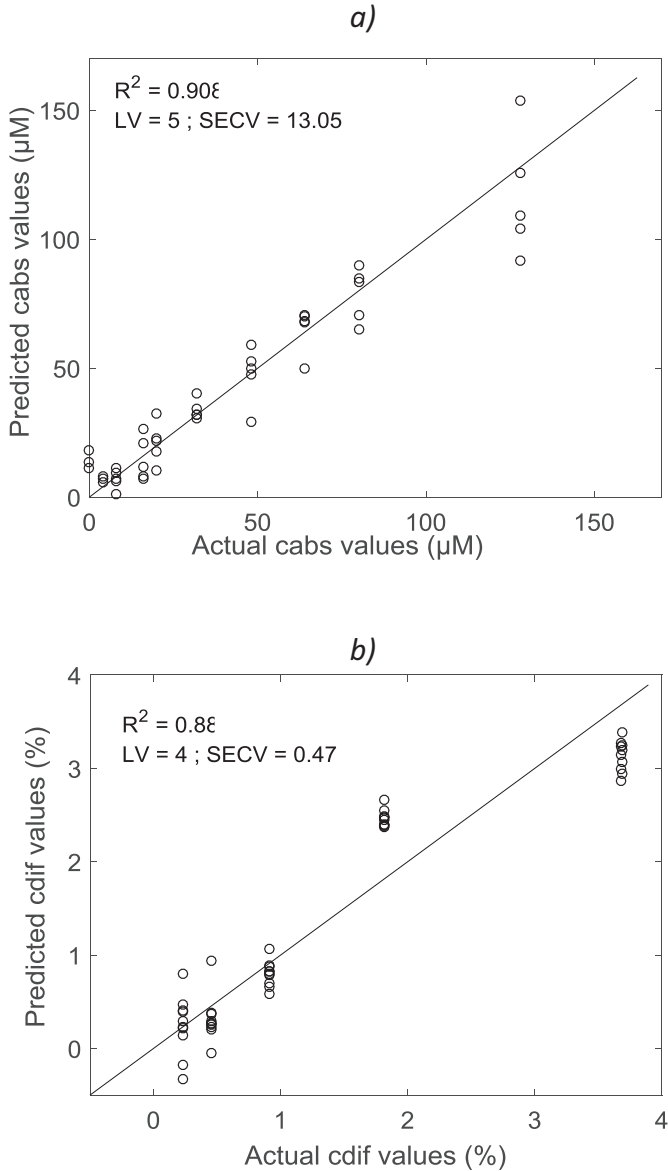 a)
R2 = 0.908
LV = 5 ; SECV = 13.05
150
100
50
0
Predicted cabs values (µM)
0 50 100 150
Actual cabs values (µM)
b)
R2 = 0.88
LV = 4 ; SECV = 0.47
4
3
2
1
0
Predicted cdif values (%)
0 1 2 3 4
Actual cdif values (%)